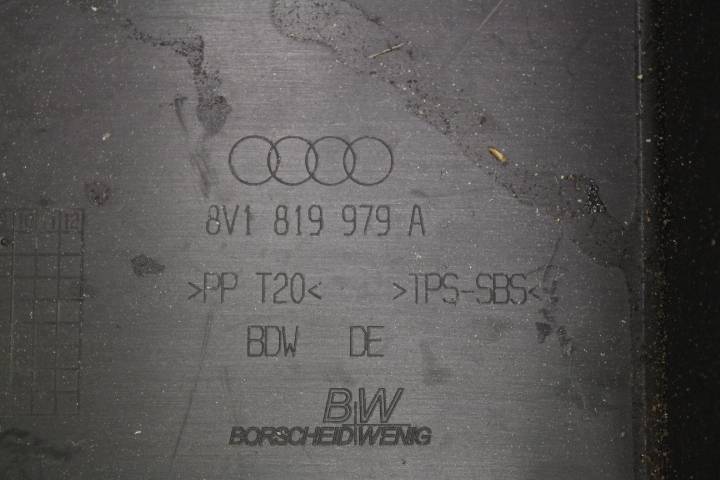 8V1 819 979 A
>PP T20< >TPS-SBS<
BDW DE
BW
BORSCHEID WENIG